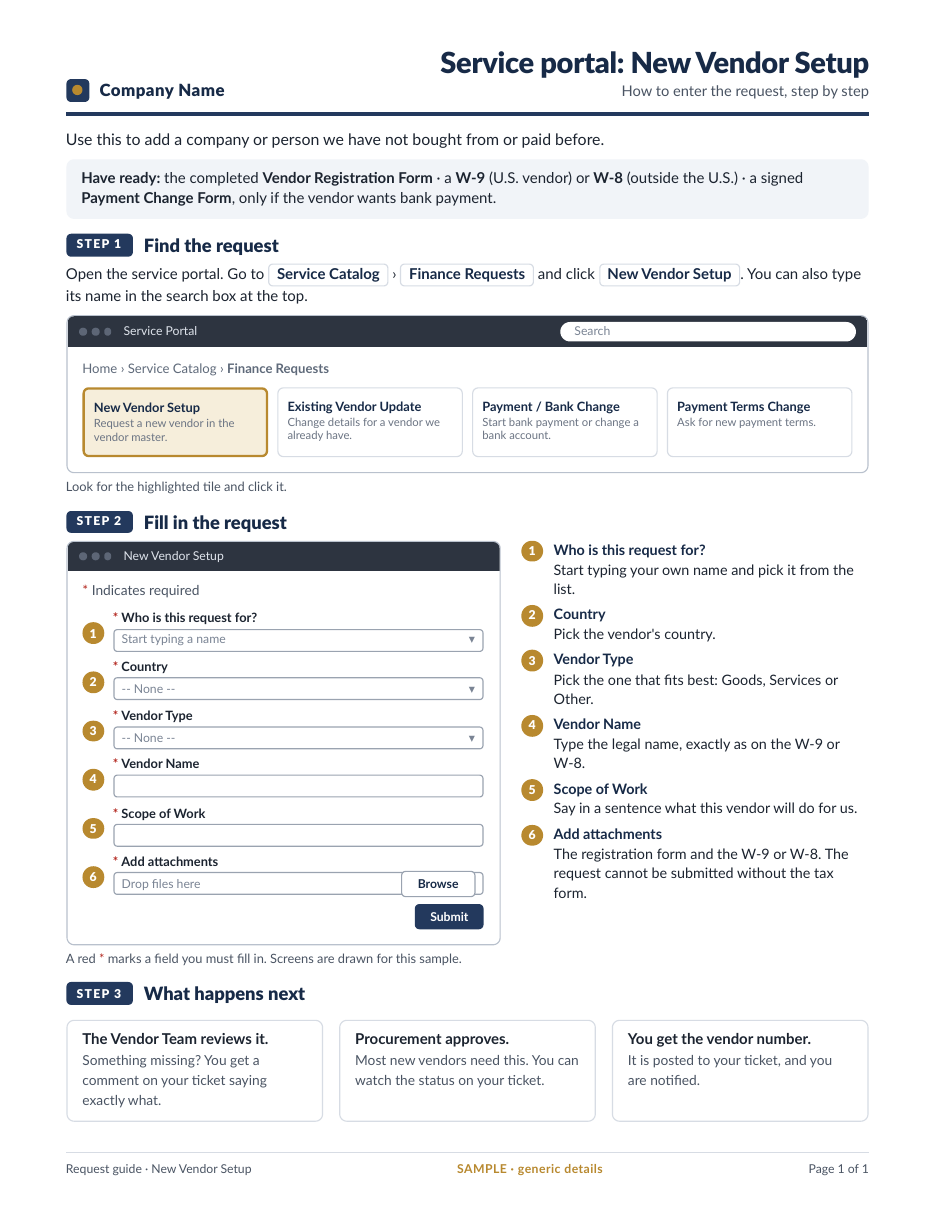 Service portal: New Vendor Setup
Company Name
How to enter the request, step by step
Use this to add a company or person we have not bought from or paid before.
Have ready: the completed Vendor Registration Form · a W-9 (U.S. vendor) or W-8 (outside the U.S.) · a signed
Payment Change Form, only if the vendor wants bank payment.
STEP 1 Find the request
Open the service portal. Go to Service Catalog › Finance Requests and click New Vendor Setup. You can also type
its name in the search box at the top.
Service Portal
Search
Home › Service Catalog › Finance Requests
New Vendor Setup
Request a new vendor in the
vendor master.
Existing Vendor Update
Change details for a vendor we
already have.
Payment / Bank Change
Start bank payment or change a
bank account.
Payment Terms Change
Ask for new payment terms.
Look for the highlighted tile and click it.
STEP 2 Fill in the request
New Vendor Setup
* Indicates required
* Who is this request for?
1
Start typing a name ▾
* Country
2
-- None -- ▾
* Vendor Type
3
-- None -- ▾
* Vendor Name
4
* Scope of Work
5
* Add attachments
6
Drop files here
Browse
Submit
1 Who is this request for?
Start typing your own name and pick it from the
list.
2 Country
Pick the vendor's country.
3 Vendor Type
Pick the one that fits best: Goods, Services or
Other.
4 Vendor Name
Type the legal name, exactly as on the W-9 or
W-8.
5 Scope of Work
Say in a sentence what this vendor will do for us.
6 Add attachments
The registration form and the W-9 or W-8. The
request cannot be submitted without the tax
form.
A red * marks a field you must fill in. Screens are drawn for this sample.
STEP 3 What happens next
The Vendor Team reviews it.
Something missing? You get a
comment on your ticket saying
exactly what.
Procurement approves.
Most new vendors need this. You can
watch the status on your ticket.
You get the vendor number.
It is posted to your ticket, and you
are notified.
Request guide · New Vendor Setup
SAMPLE · generic details
Page 1 of 1